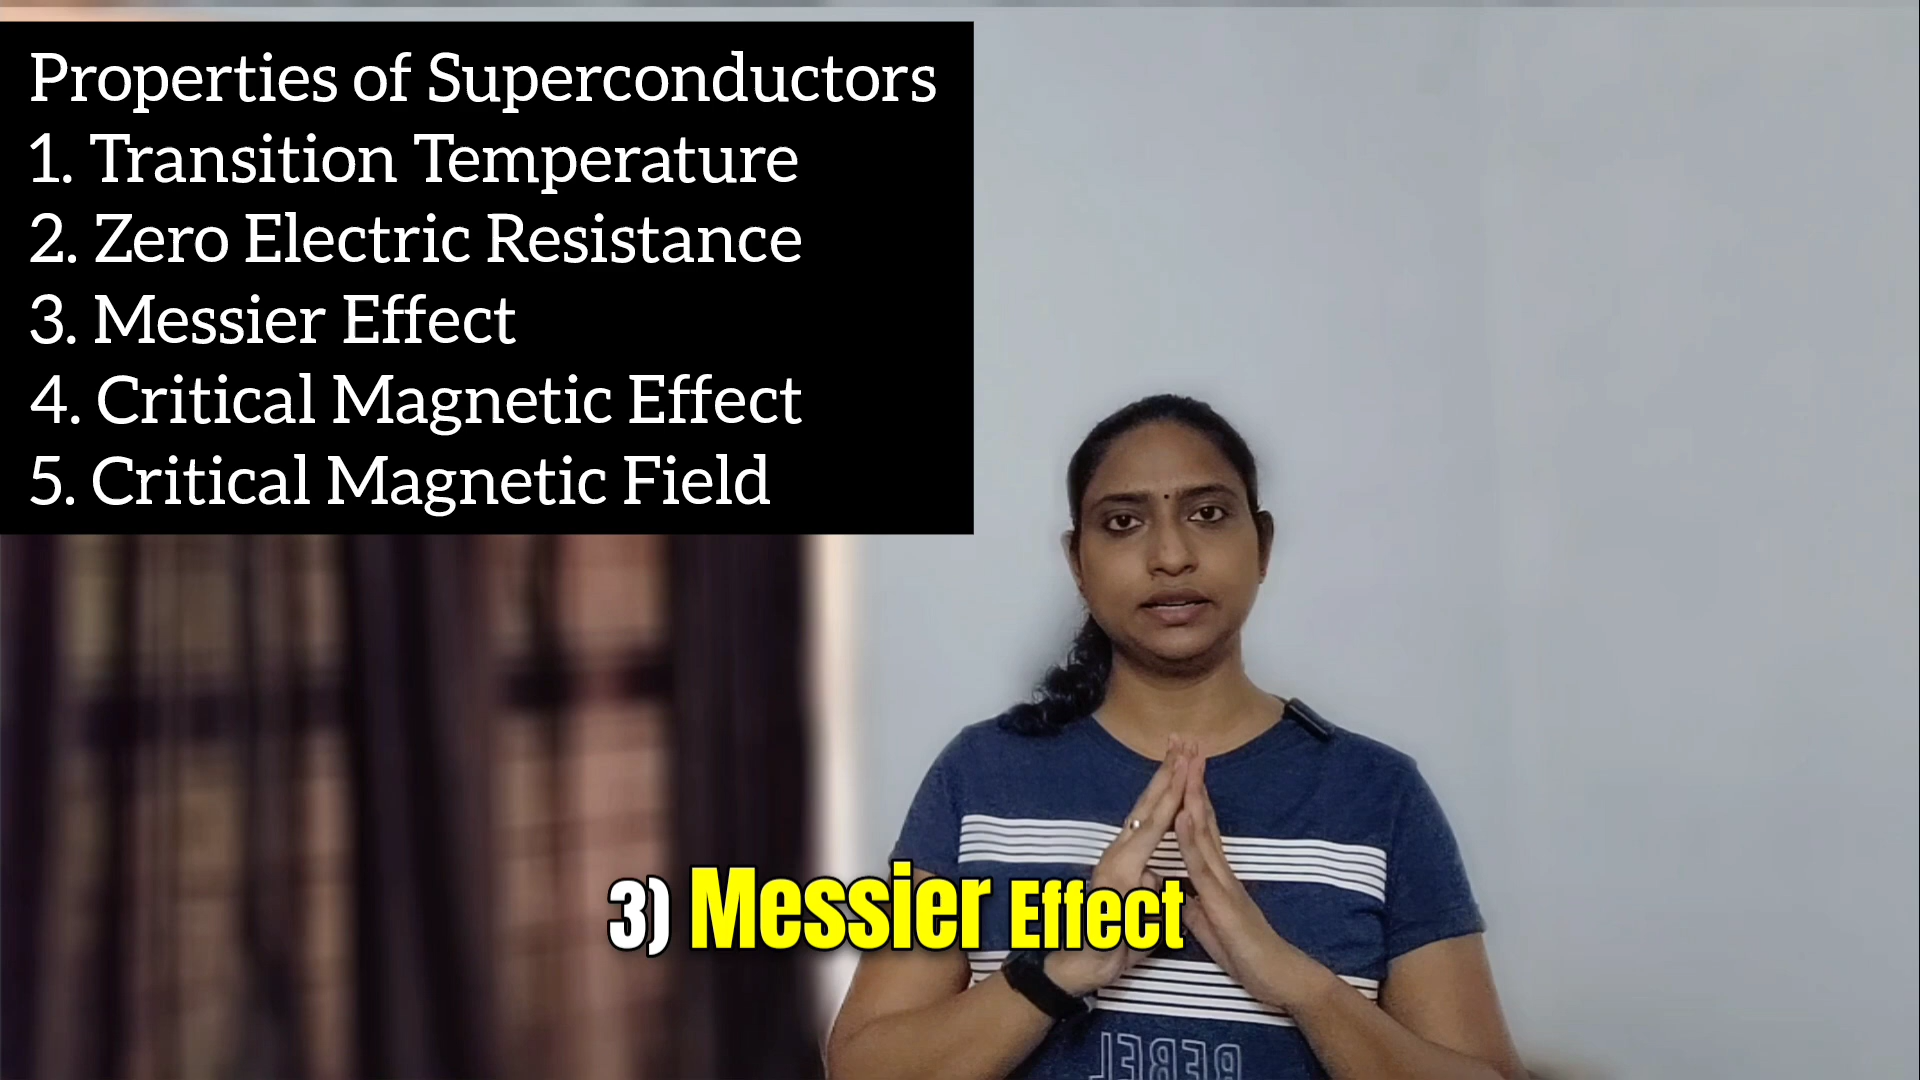 Properties of Superconductors
1. Transition Temperature
2. Zero Electric Resistance
3. Messier Effect
4. Critical Magnetic Effect
5. Critical Magnetic Field
3) Messier Effect
REBEL